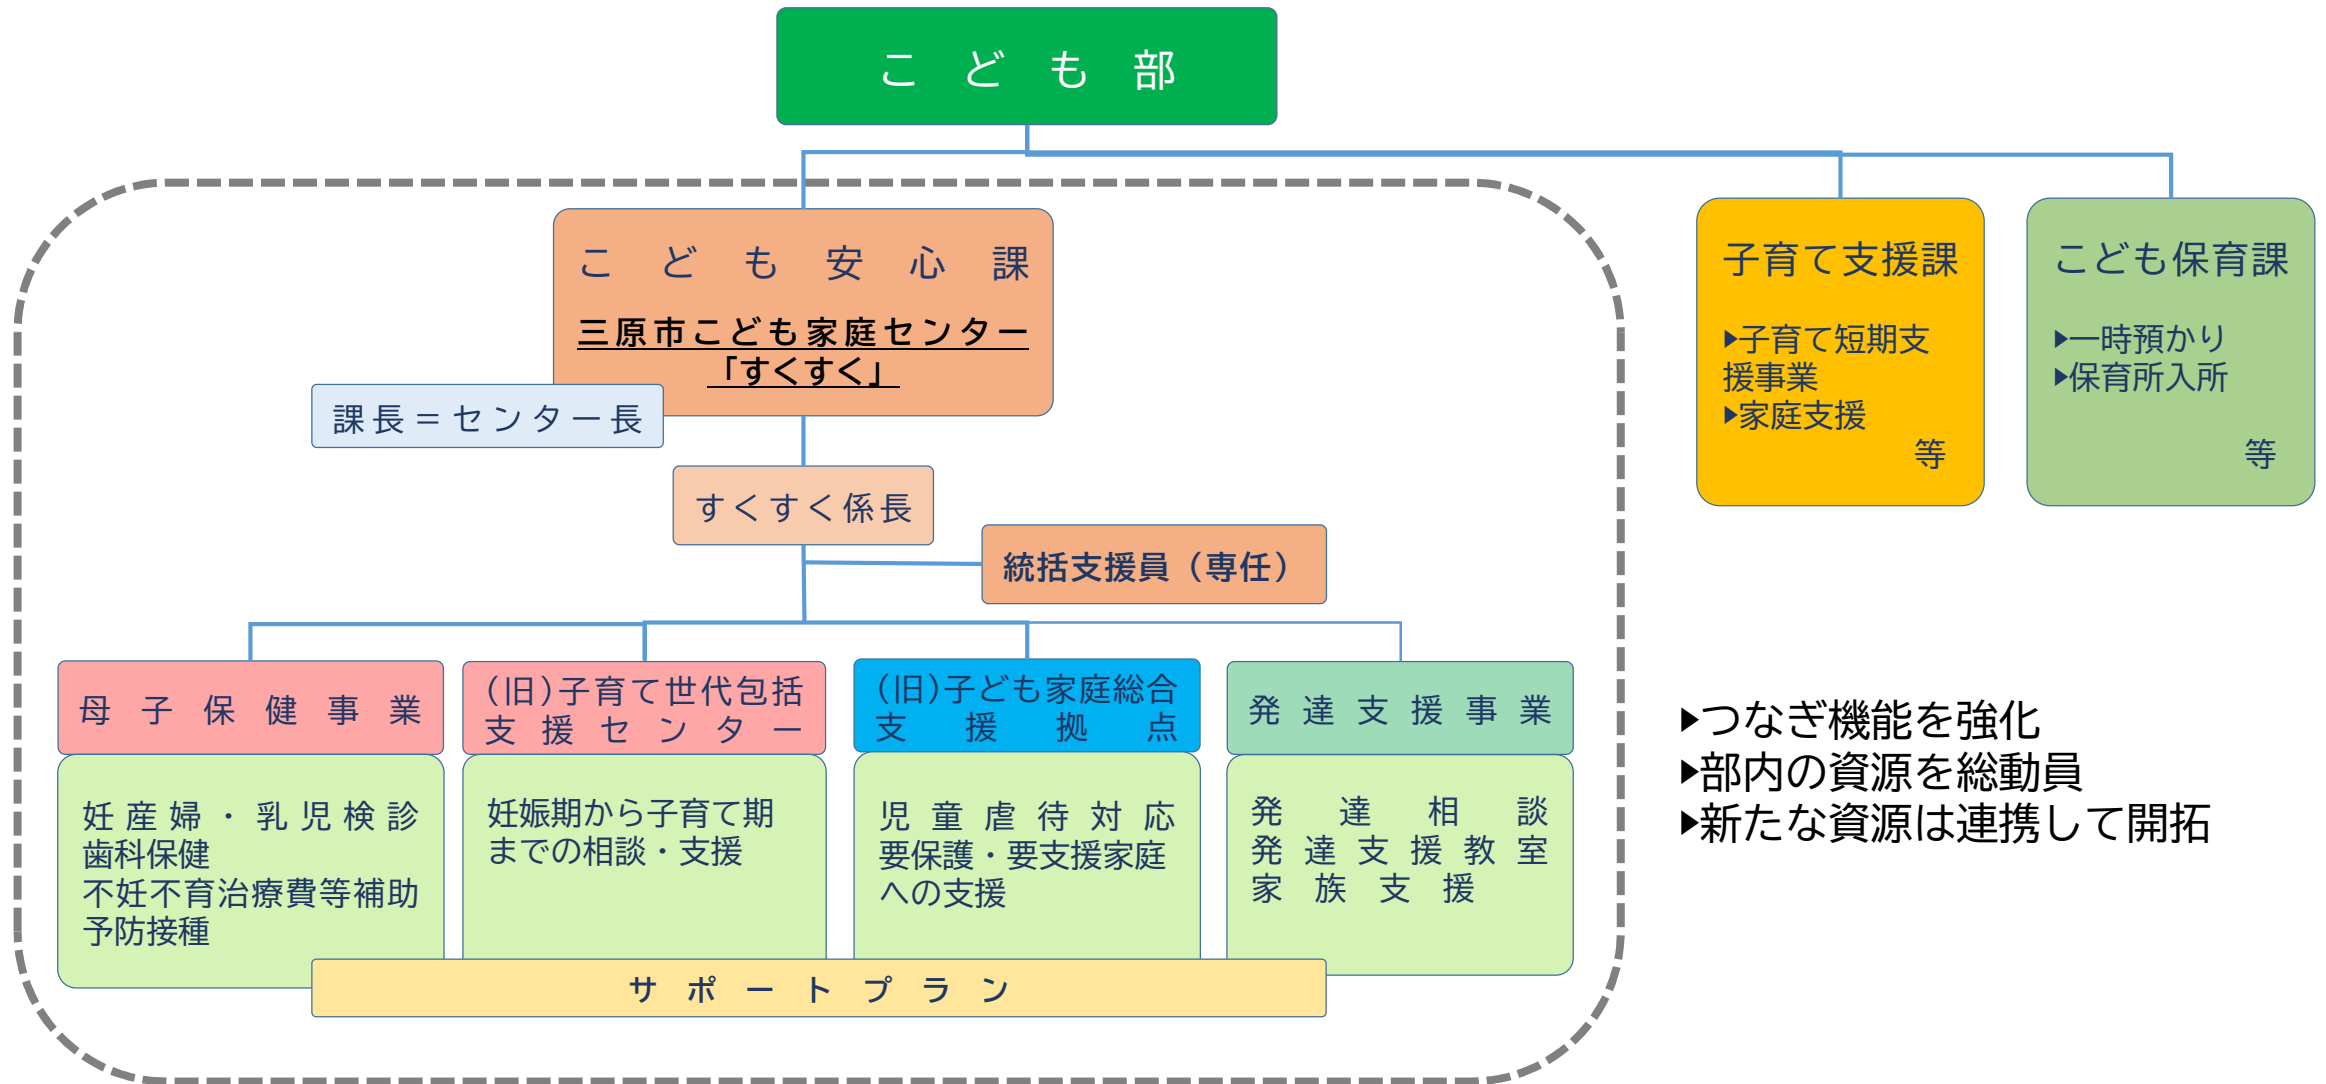 こども部
こども安心課
三原市こども家庭センター
「すくすく」
課長＝センター長
子育て支援課
▶子育て短期支
援事業
▶家庭支援
等
こども保育課
▶一時預かり
▶保育所入所
等
すくすく係長
統括支援員（専任）
母子保健事業
妊産婦・乳児検診
歯科保健
不妊不育治療費等補助
予防接種
(旧)子育て世代包括
支援センター
妊娠期から子育て期
までの相談・支援
(旧)子ども家庭総合
支援拠点
児童虐待対応
要保護・要支援家庭
への支援
発達支援事業
発達相談
発達支援教室
家族支援
サポートプラン
▶つなぎ機能を強化
▶部内の資源を総動員
▶新たな資源は連携して開拓